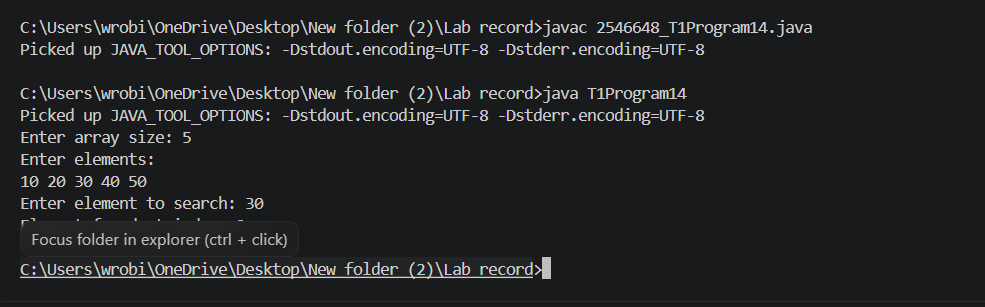 C:\Users\wrobi\OneDrive\Desktop\New folder (2)\Lab record>javac 2546648_T1Program14.java
Picked up JAVA_TOOL_OPTIONS: -Dstdout.encoding=UTF-8 -Dstderr.encoding=UTF-8
C:\Users\wrobi\OneDrive\Desktop\New folder (2)\Lab record>java T1Program14
Picked up JAVA_TOOL_OPTIONS: -Dstdout.encoding=UTF-8 -Dstderr.encoding=UTF-8
Enter array size: 5
Enter elements:
10 20 30 40 50
Enter element to search: 30
Focus folder in explorer (ctrl + click)
C:\Users\wrobi\OneDrive\Desktop\New folder (2)\Lab record>